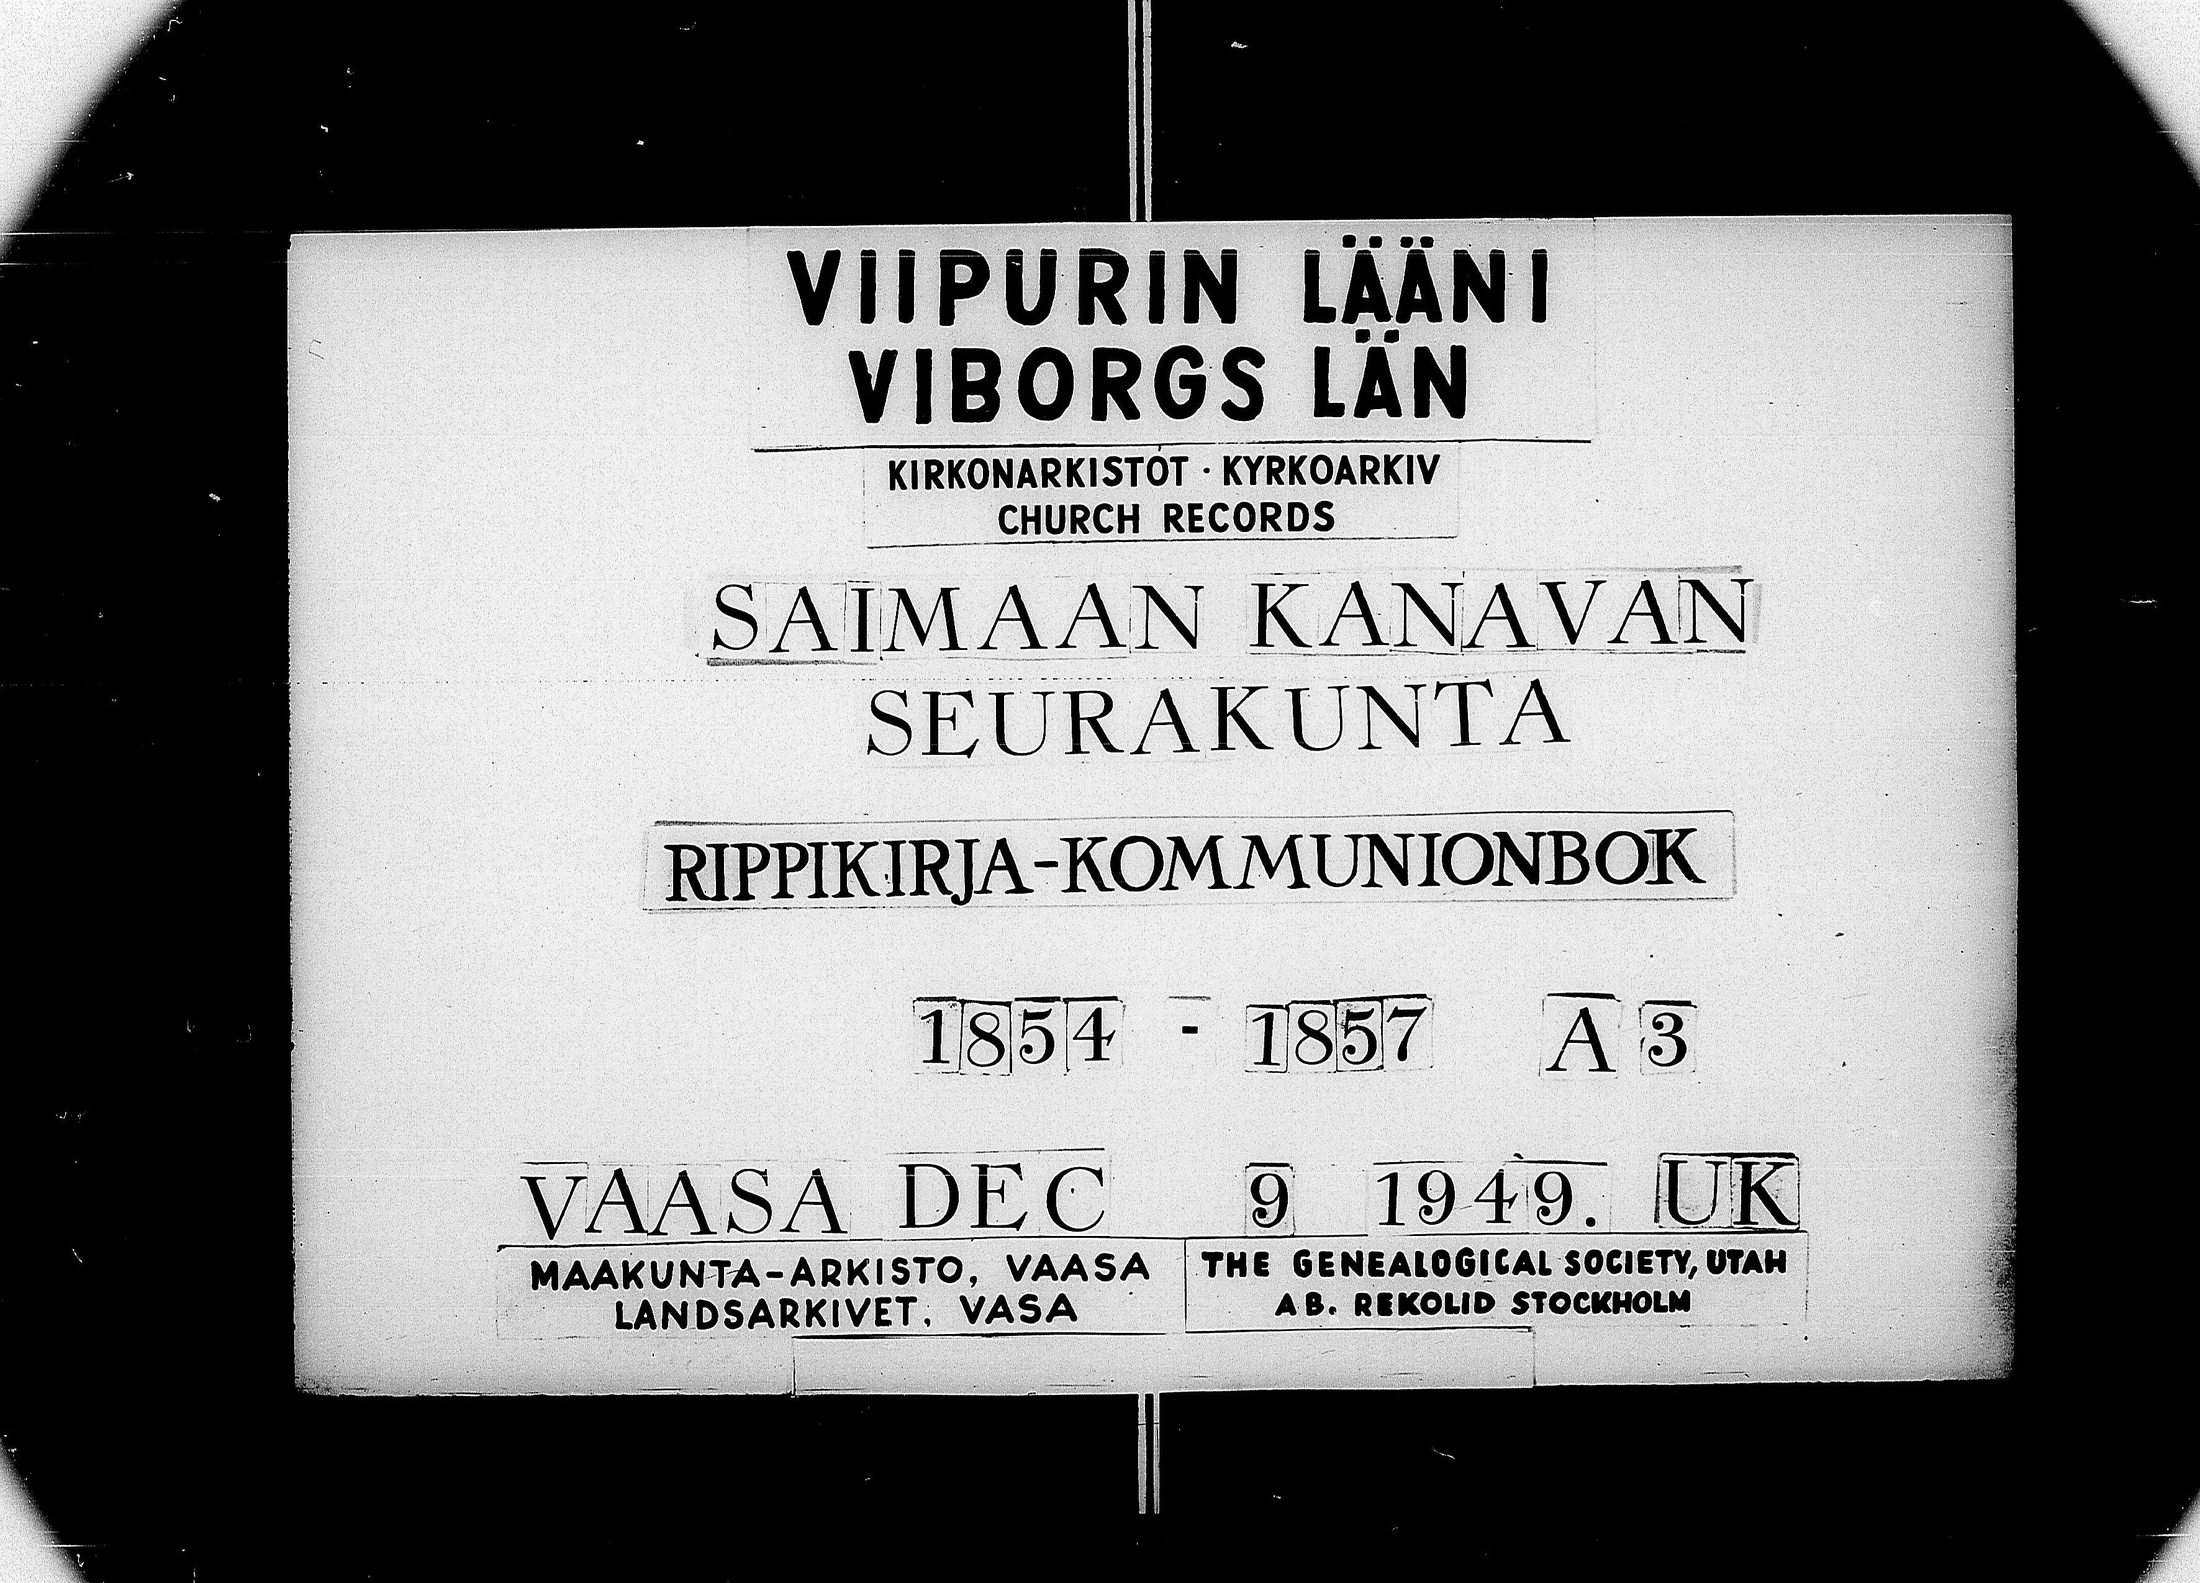 VIIPURIN LÄÄNI
VIBORGS LÄN
KIRKONARKISTOT · KYRKOARKIV
CHURCH RECORDS
SAIMAAN KANAVAN
SEURAKUNTA
RIPPIKIRJA-KOMMUNIONBOK
1854 - 1857 A 3
VAASA DEC 9 1949. UK
MAAKUNTA-ARKISTO, VAASA
LANDSARKIVET, VASA
THE GENEALOGICAL SOCIETY, UTAH
AB. REKOLID STOCKHOLM